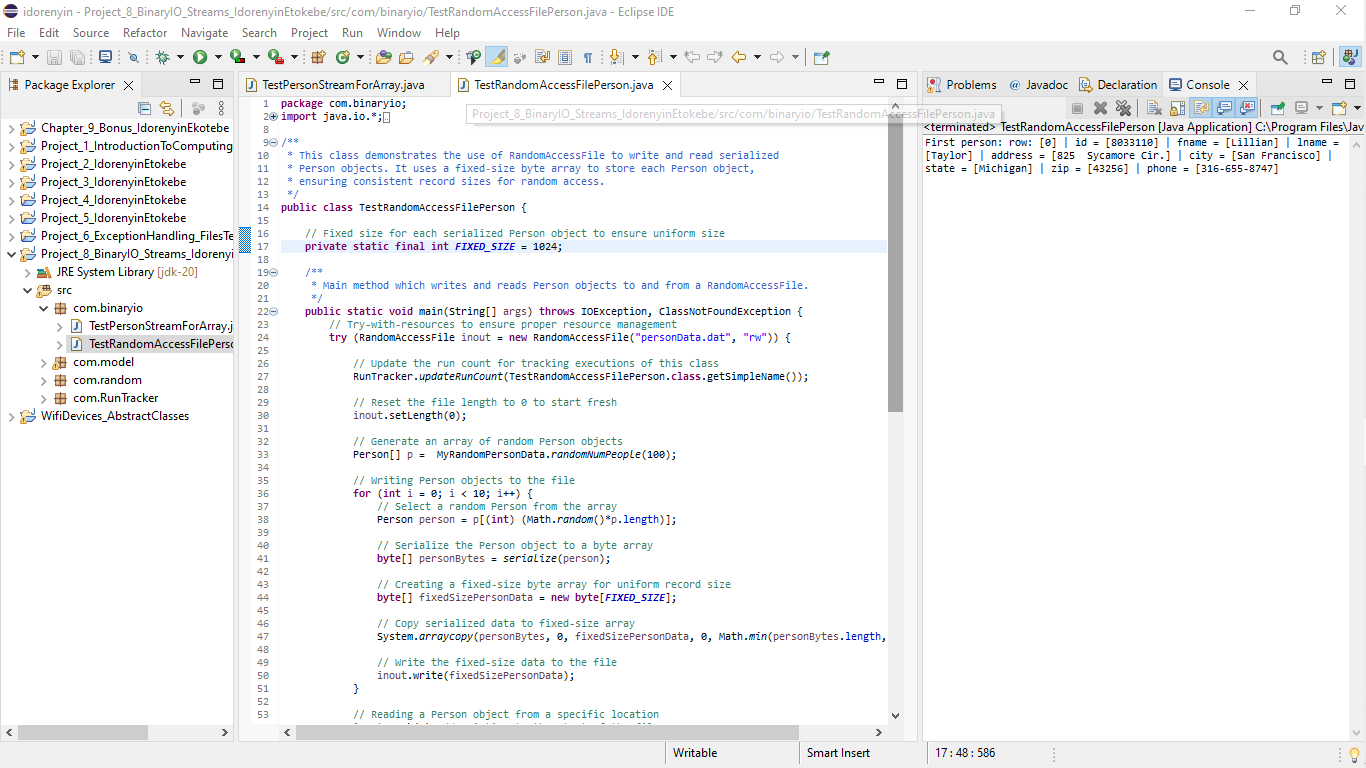 idorenyin - Project_8_BinaryIO_Streams_IdorenyinEtokebe/src/com/binaryio/TestRandomAccessFilePerson.java - Eclipse IDE
File Edit Source Refactor Navigate Search Project Run Window Help
Package Explorer
Chapter_9_Bonus_IdorenyinEkotebe
Project_1_IntroductionToComputing
Project_2_IdorenyinEtokebe
Project_3_IdorenyinEtokebe
Project_4_IdorenyinEtokebe
Project_5_IdorenyinEtokebe
Project_6_ExceptionHandling_FilesTe
Project_8_BinaryIO_Streams_Idorenyi
JRE System Library [jdk-20]
src
com.binaryio
TestPersonStreamForArray.j
TestRandomAccessFilePerso
com.model
com.random
com.RunTracker
WifiDevices_AbstractClasses
TestPersonStreamForArray.java
TestRandomAccessFilePerson.java
Project_8_BinaryIO_Streams_IdorenyinEtokebe/src/com/binaryio/TestRandomAccessFilePerson.java
1 package com.binaryio;
2 import java.io.*;
8
9 /**
10 * This class demonstrates the use of RandomAccessFile to write and read serialized
11 * Person objects. It uses a fixed-size byte array to store each Person object,
12 * ensuring consistent record sizes for random access.
13 */
14 public class TestRandomAccessFilePerson {
15
16 // Fixed size for each serialized Person object to ensure uniform size
17 private static final int FIXED_SIZE = 1024;
18
19 /**
20 * Main method which writes and reads Person objects to and from a RandomAccessFile.
21 */
22 public static void main(String[] args) throws IOException, ClassNotFoundException {
23 // Try-with-resources to ensure proper resource management
24 try (RandomAccessFile inout = new RandomAccessFile("personData.dat", "rw")) {
25
26 // Update the run count for tracking executions of this class
27 RunTracker.updateRunCount(TestRandomAccessFilePerson.class.getSimpleName());
28
29 // Reset the file length to 0 to start fresh
30 inout.setLength(0);
31
32 // Generate an array of random Person objects
33 Person[] p =  MyRandomPersonData.randomNumPeople(100);
34
35 // Writing Person objects to the file
36 for (int i = 0; i < 10; i++) {
37 // Select a random Person from the array
38 Person person = p[(int) (Math.random()*p.length)];
39
40 // Serialize the Person object to a byte array
41 byte[] personBytes = serialize(person);
42
43 // Creating a fixed-size byte array for uniform record size
44 byte[] fixedSizePersonData = new byte[FIXED_SIZE];
45
46 // Copy serialized data to fixed-size array
47 System.arraycopy(personBytes, 0, fixedSizePersonData, 0, Math.min(personBytes.length,
48
49 // Write the fixed-size data to the file
50 inout.write(fixedSizePersonData);
51 }
52
53 // Reading a Person object from a specific location
Problems Javadoc Declaration Console
<terminated> TestRandomAccessFilePerson [Java Application] C:\Program Files\Jav
First person: row: [0] | id = [8033110] | fname = [Lillian] | lname =
[Taylor] | address = [825  Sycamore Cir.] | city = [San Francisco] |
state = [Michigan] | zip = [43256] | phone = [316-655-8747]
Writable Smart Insert 17 : 48 : 586